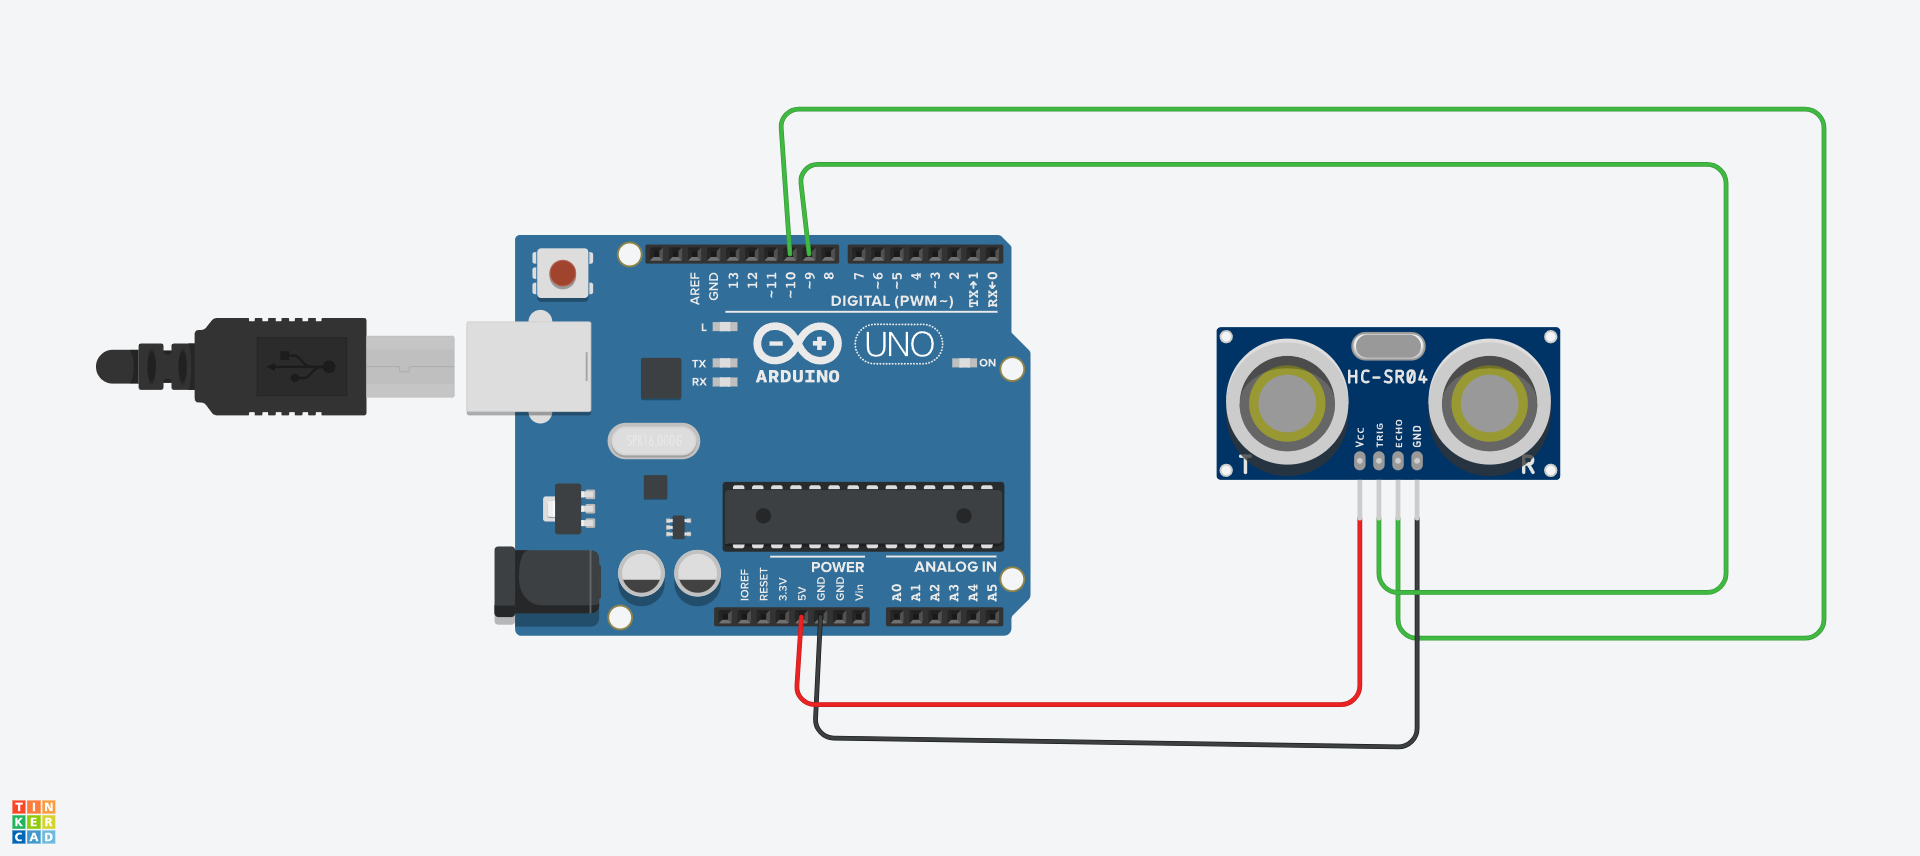 AREF
GND
13
12
~11
~10
~9
8
7
~6
~5
4
~3
2
TX→1
RX←0
DIGITAL (PWM~)
L
TX
RX
ARDUINO
UNO
ON
SPK16.000G
POWER
ANALOG IN
IOREF
RESET
3.3V
5V
GND
GND
Vin
A0
A1
A2
A3
A4
A5
HC-SR04
Vcc
TRIG
ECHO
GND
T
R
TIN
KER
CAD